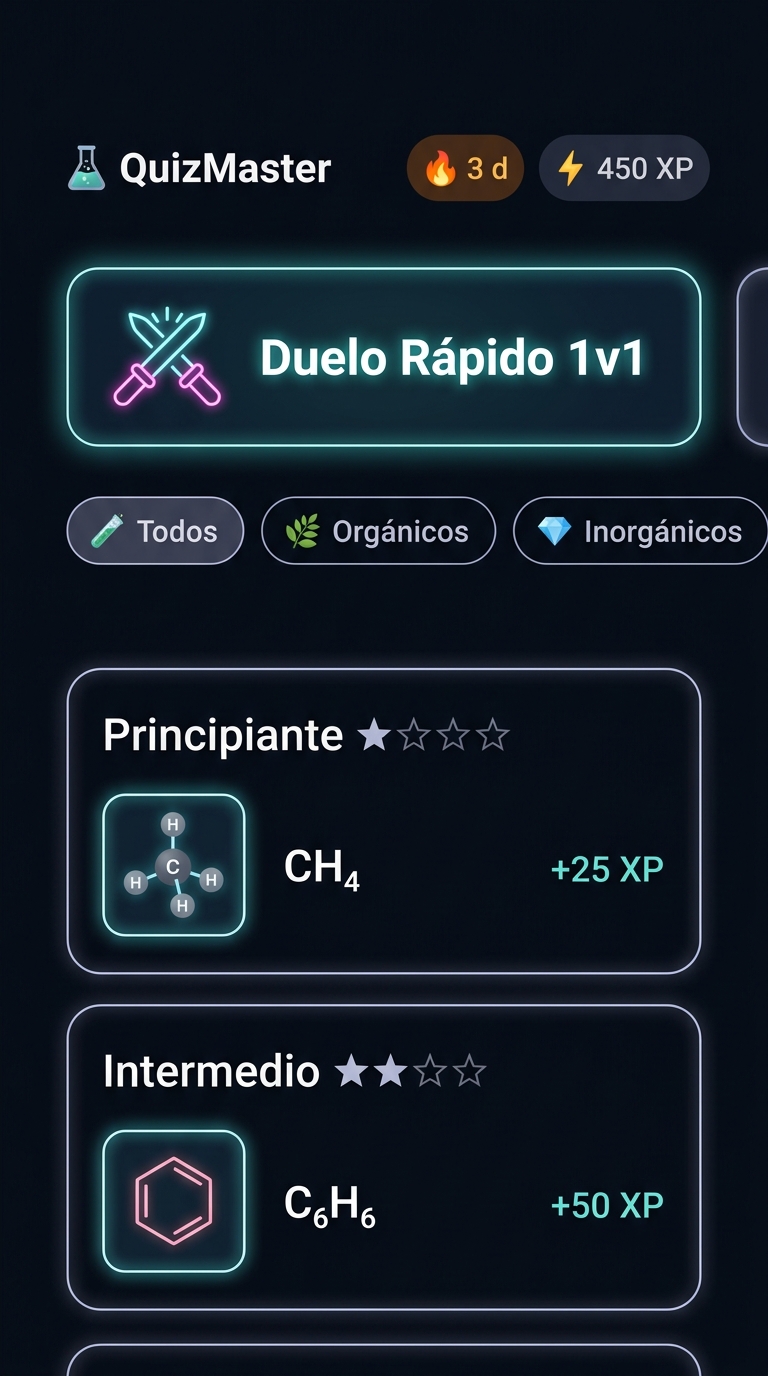 QuizMaster
3 d
450 XP
Duelo Rápido 1v1
Todos
Orgánicos
Inorgánicos
Principiante
H
C
H
H
H
CH₄
+25 XP
Intermedio
C₆H₆
+50 XP